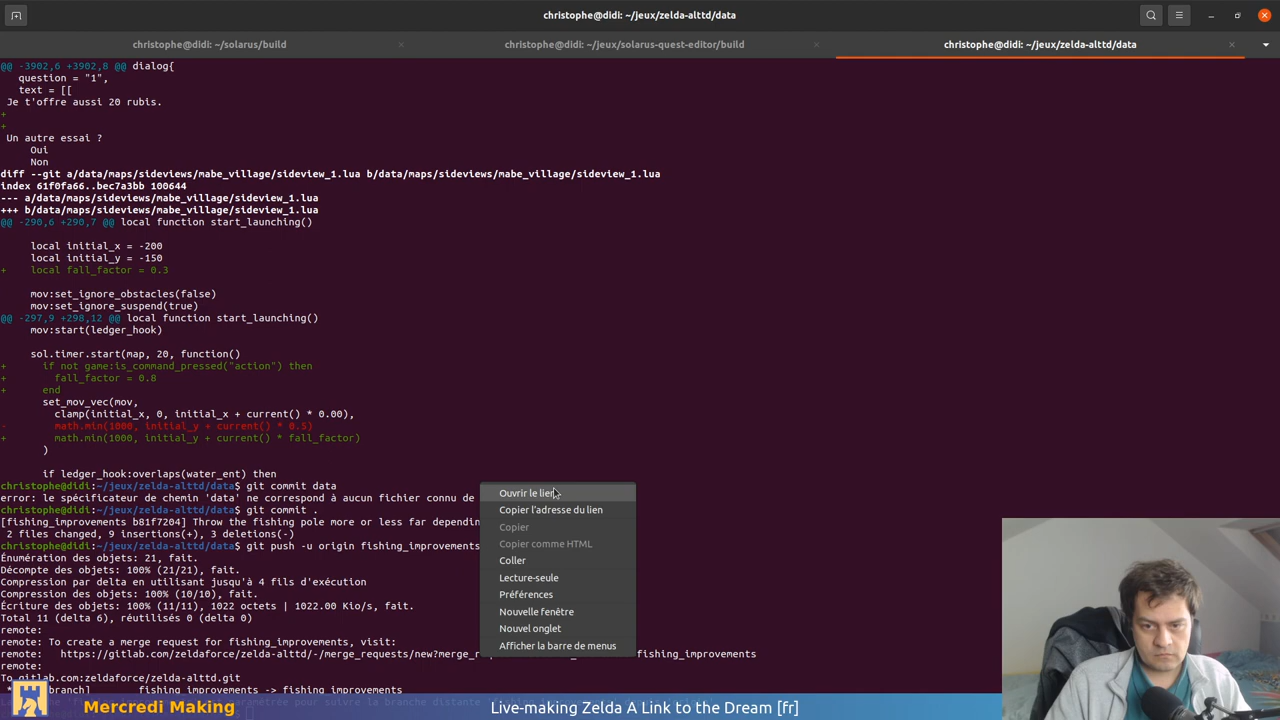 christophe@didi: ~/jeux/zelda-alttd/data
christophe@didi: ~/solarus/build
christophe@didi: ~/jeux/solarus-quest-editor/build
christophe@didi: ~/jeux/zelda-alttd/data
@@ -3902,6 +3902,8 @@ dialog{
   question = "1",
   text = [[
 Je t'offre aussi 20 rubis.
+
+
 Un autre essai ?
     Oui
     Non
diff --git a/data/maps/sideviews/mabe_village/sideview_1.lua b/data/maps/sideviews/mabe_village/sideview_1.lua
index 61f0fa66..bec7a3bb 100644
--- a/data/maps/sideviews/mabe_village/sideview_1.lua
+++ b/data/maps/sideviews/mabe_village/sideview_1.lua
@@ -290,6 +290,7 @@ local function start_launching()
     local initial_x = -200
     local initial_y = -150
+    local fall_factor = 0.3
     mov:set_ignore_obstacles(false)
     mov:set_ignore_suspend(true)
@@ -297,9 +298,12 @@ local function start_launching()
     mov:start(ledger_hook)
     sol.timer.start(map, 20, function()
+      if not game:is_command_pressed("action") then
+        fall_factor = 0.8
+      end
       set_mov_vec(mov,
         clamp(initial_x, 0, initial_x + current() * 0.00),
-        math.min(1000, initial_y + current() * 0.5)
+        math.min(1000, initial_y + current() * fall_factor)
       )
       if ledger_hook:overlaps(water_ent) then
christophe@didi:~/jeux/zelda-alttd/data$ git commit data
error: le spécificateur de chemin 'data' ne correspond à aucun fichier connu de
christophe@didi:~/jeux/zelda-alttd/data$ git commit .
[fishing_improvements b81f7204] Throw the fishing pole more or less far dependin
 2 files changed, 9 insertions(+), 3 deletions(-)
christophe@didi:~/jeux/zelda-alttd/data$ git push -u origin fishing_improvements
Énumération des objets: 21, fait.
Décompte des objets: 100% (21/21), fait.
Compression par delta en utilisant jusqu'à 4 fils d'exécution
Compression des objets: 100% (10/10), fait.
Écriture des objets: 100% (11/11), 1022 octets | 1022.00 Kio/s, fait.
Total 11 (delta 6), réutilisés 0 (delta 0)
remote:
remote: To create a merge request for fishing_improvements, visit:
remote:   https://gitlab.com/zeldaforce/zelda-alttd/-/merge_requests/new?merge_r fishing_improvements
remote:
To gitlab.com:zeldaforce/zelda-alttd.git
 * branch]        fishing_improvements -> fishing_improvements
Ouvrir le lien
Copier l'adresse du lien
Copier
Copier comme HTML
Coller
Lecture-seule
Préférences
Nouvelle fenêtre
Nouvel onglet
Afficher la barre de menus
Mercredi Making
Live-making Zelda A Link to the Dream [fr]